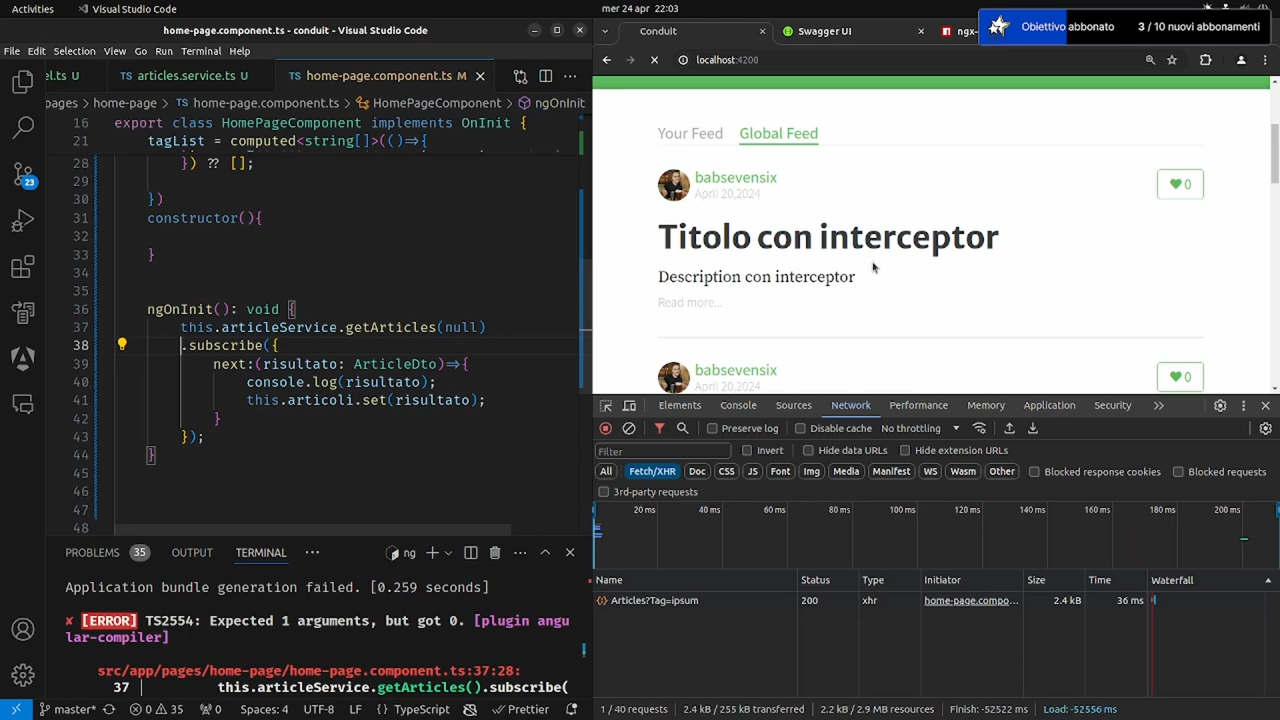 Activities
Visual Studio Code
mer 24 apr 22:03
home-page.component.ts - conduit - Visual Studio Code
File Edit Selection View Go Run Terminal Help
el.ts
TS articles.service.ts U
TS home-page.component.ts M
pages > home-page > TS home-page.component.ts > HomePageComponent > ngOnInit
16 export class HomePageComponent implements OnInit {
21 tagList = computed<string[]>(()=>{
28 }) ?? [];
29
30 })
31 constructor(){
32
33 }
34
35
36 ngOnInit(): void {
37 this.articleService.getArticles(null)
38 .subscribe({
39 next:(risultato: ArticleDto)=>{
40 console.log(risultato);
41 this.articoli.set(risultato);
42 }
43 });
44 }
45
46
47
48
23
PROBLEMS 35 OUTPUT TERMINAL ng
Application bundle generation failed. [0.259 seconds]
✘ [ERROR] TS2554: Expected 1 arguments, but got 0. [plugin angu
lar-compiler]
src/app/pages/home-page/home-page.component.ts:37:28:
37 │ this.articleService.getArticles().subscribe(
master* 0 35 0 Spaces: 4 UTF-8 LF {} TypeScript Prettier
Conduit
Swagger UI
ngx-
Obiettivo abbonato 3 / 10 nuovi abbonamenti
localhost:4200
Your Feed Global Feed
babsevensix
April 20,2024
0
Titolo con interceptor
Description con interceptor
Read more...
babsevensix
April 20,2024
0
Elements Console Sources Network Performance Memory Application Security
Preserve log Disable cache No throttling
Filter Invert Hide data URLs Hide extension URLs
All Fetch/XHR Doc CSS JS Font Img Media Manifest WS Wasm Other Blocked response cookies Blocked requests
3rd-party requests
20 ms 40 ms 60 ms 80 ms 100 ms 120 ms 140 ms 160 ms 180 ms 200 ms
Name Status Type Initiator Size Time Waterfall
Articles?Tag=ipsum 200 xhr home-page.compo... 2.4 kB 36 ms
1 / 40 requests 2.4 kB / 255 kB transferred 2.2 kB / 2.9 MB resources Finish: -52522 ms Load: -52556 ms